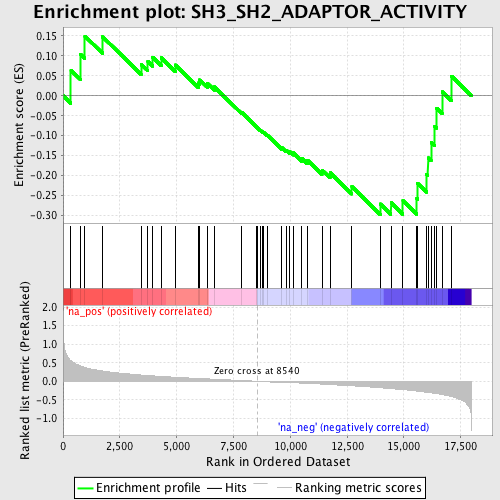 Enrichment plot: SH3_SH2_ADAPTOR_ACTIVITY
Enrichment score (ES)
0.15
0.10
0.05
0.00
-0.05
-0.10
-0.15
-0.20
-0.25
-0.30
'na_pos' (positively correlated)
Ranked list metric (PreRanked)
2.0
1.5
1.0
0.5
0.0
-0.5
-1.0
Zero cross at 8540
'na_neg' (negatively correlated)
0 2,500 5,000 7,500 10,000 12,500 15,000 17,500
Rank in Ordered Dataset
Enrichment profile Hits Ranking metric scores